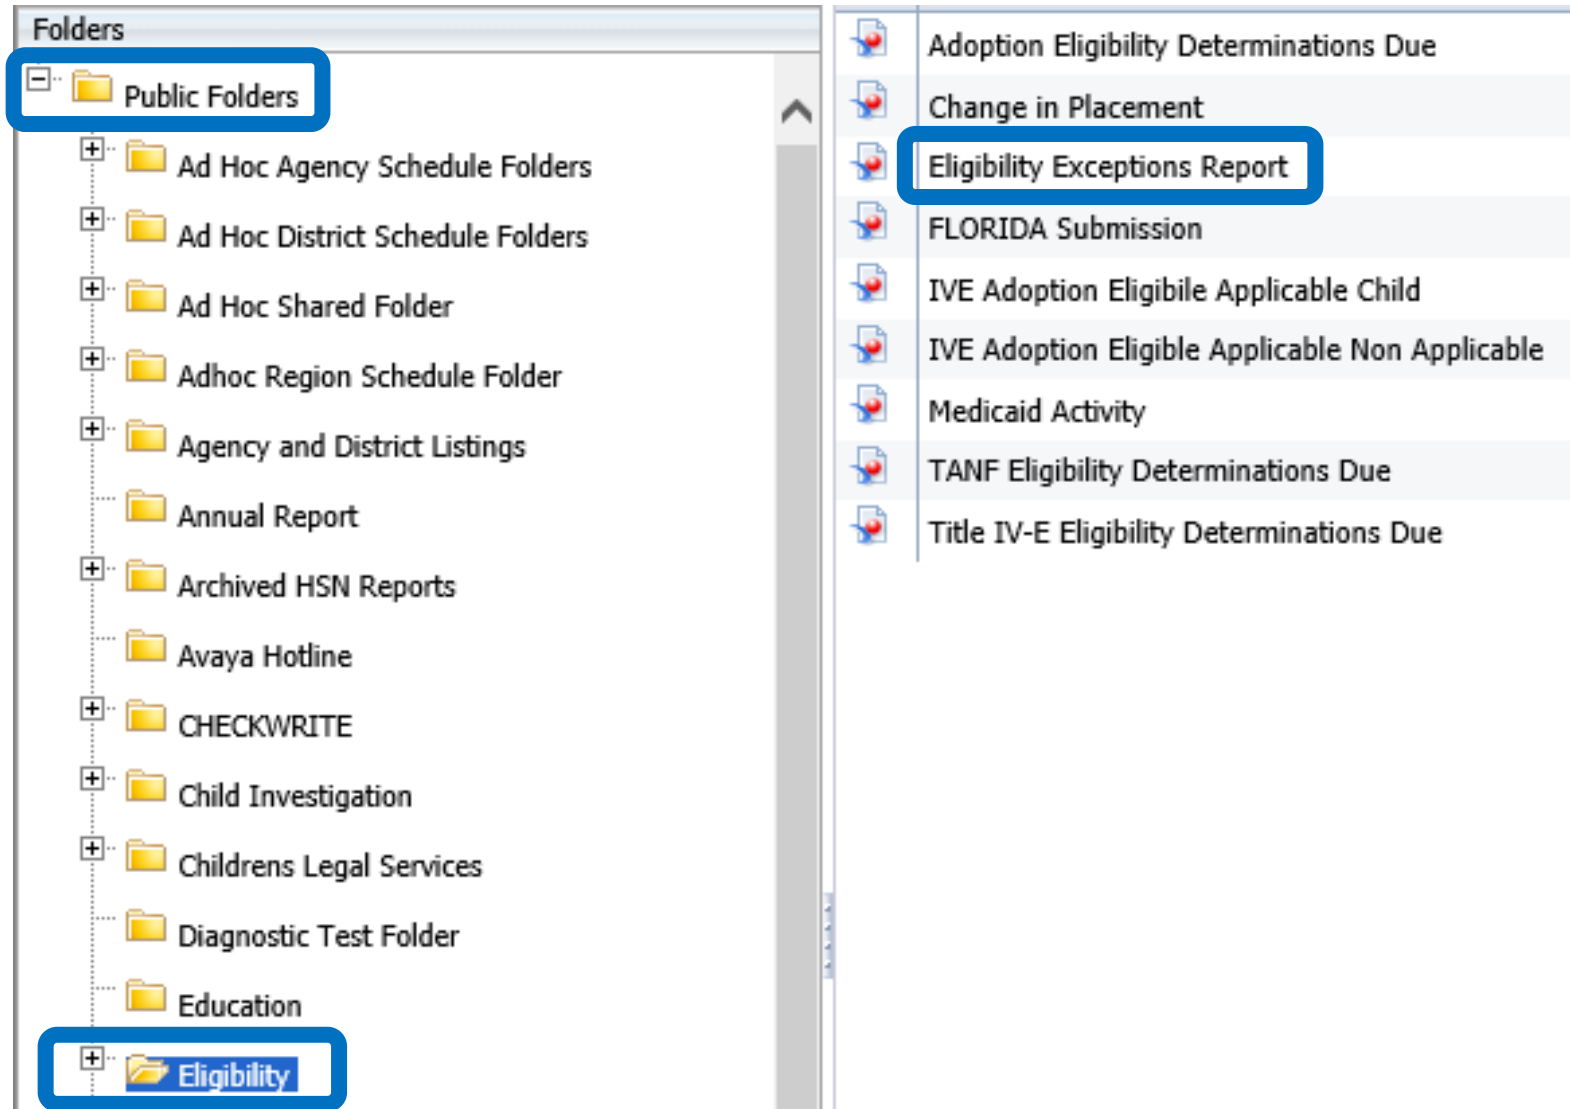 Folders
Public Folders
Ad Hoc Agency Schedule Folders
Ad Hoc District Schedule Folders
Ad Hoc Shared Folder
Adhoc Region Schedule Folder
Agency and District Listings
Annual Report
Archived HSN Reports
Avaya Hotline
CHECKWRITE
Child Investigation
Childrens Legal Services
Diagnostic Test Folder
Education
Eligibility
Adoption Eligibility Determinations Due
Change in Placement
Eligibility Exceptions Report
FLORIDA Submission
IVE Adoption Eligibile Applicable Child
IVE Adoption Eligible Applicable Non Applicable
Medicaid Activity
TANF Eligibility Determinations Due
Title IV-E Eligibility Determinations Due